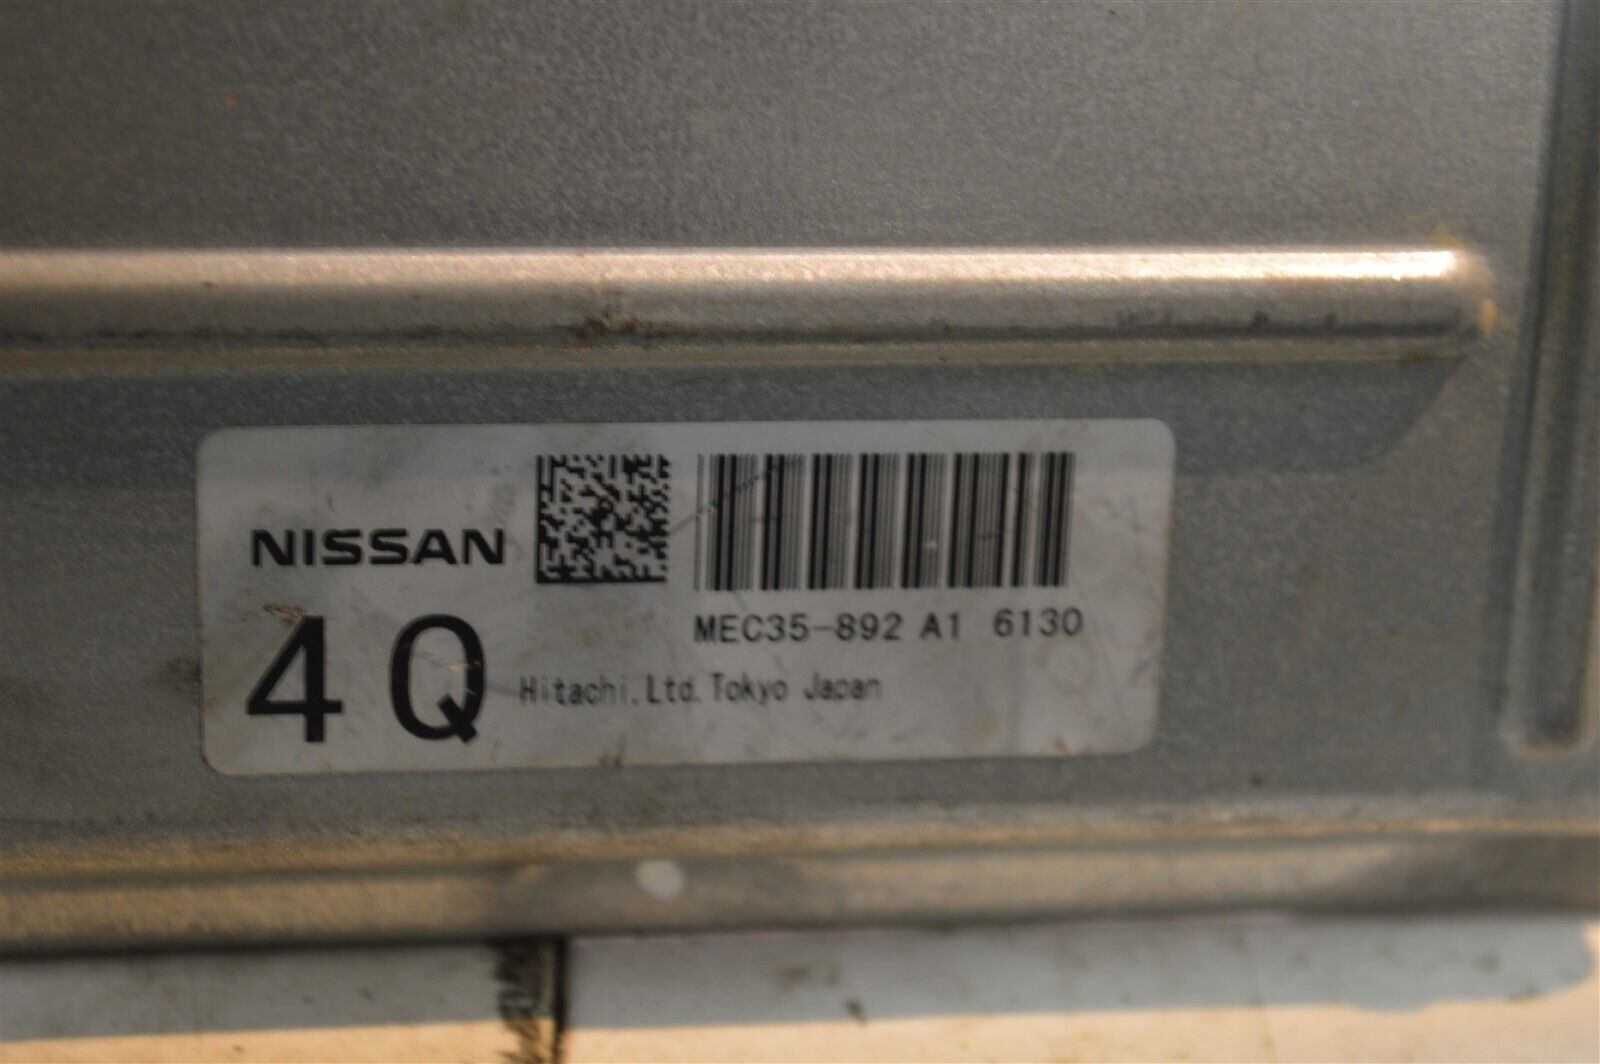 NISSAN
MEC35-892 A1 6130
4Q
Hitachi.Ltd.Tokyo Japan